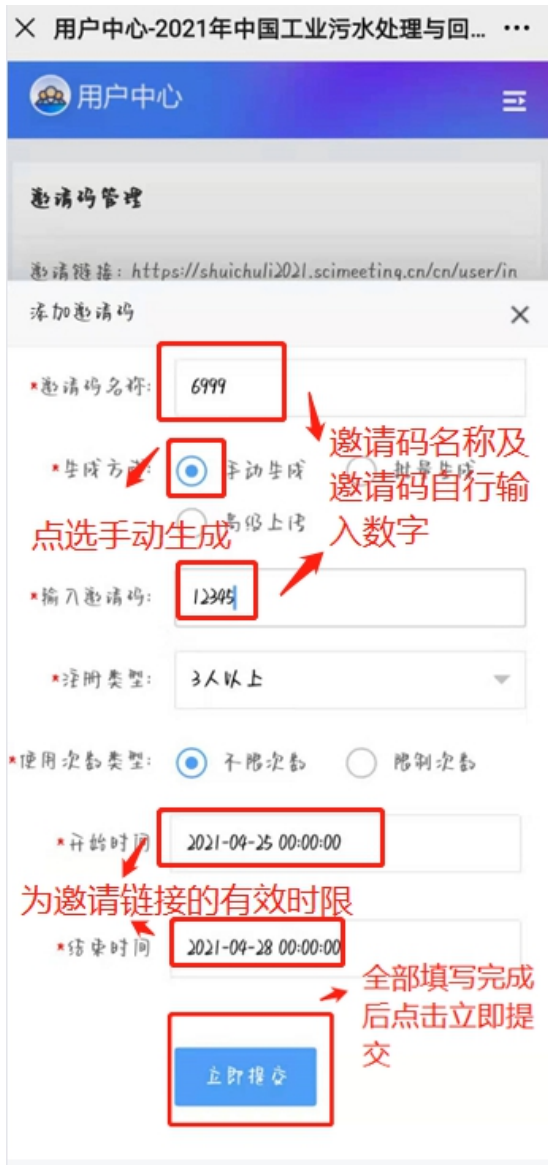 用户中心-2021年中国工业污水处理与回...
用户中心
邀请码管理
邀请链接：https://shuichuli2021.scimeeting.cn/cn/user/in
添加邀请码
*邀请码名称: 6999
*生成方式: 手动生成 批量生成
邀请码名称及
邀请码自行输
入数字
点选手动生成
高级上传
*输入邀请码: 12345
*注册类型: 3人以上
*使用次数类型: 不限次数 限制次数
*开始时间 2021-04-25 00:00:00
为邀请链接的有效时限
*结束时间 2021-04-28 00:00:00
全部填写完成
后点击立即提
交
立即提交